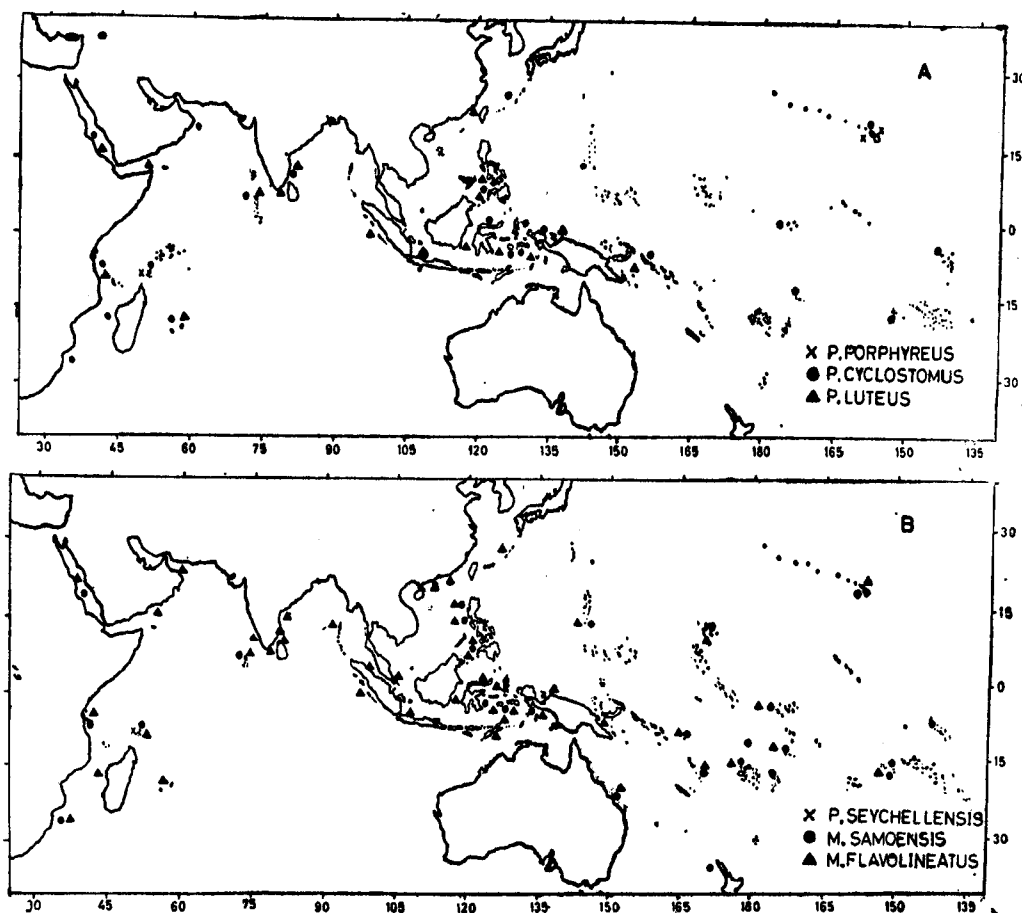 A
30
15
0
15
30
X P. PORPHYREUS
● P. CYCLOSTOMUS
▲ P. LUTEUS
30 45 60 75 90 105 120 135 150 165 180 165 150 135
B
30
15
0
15
30
X P. SEYCHELLENSIS
● M. SAMOENSIS
▲ M. FLAVOLINEATUS
30 45 60 75 90 105 120 135 150 165 180 165 150 135